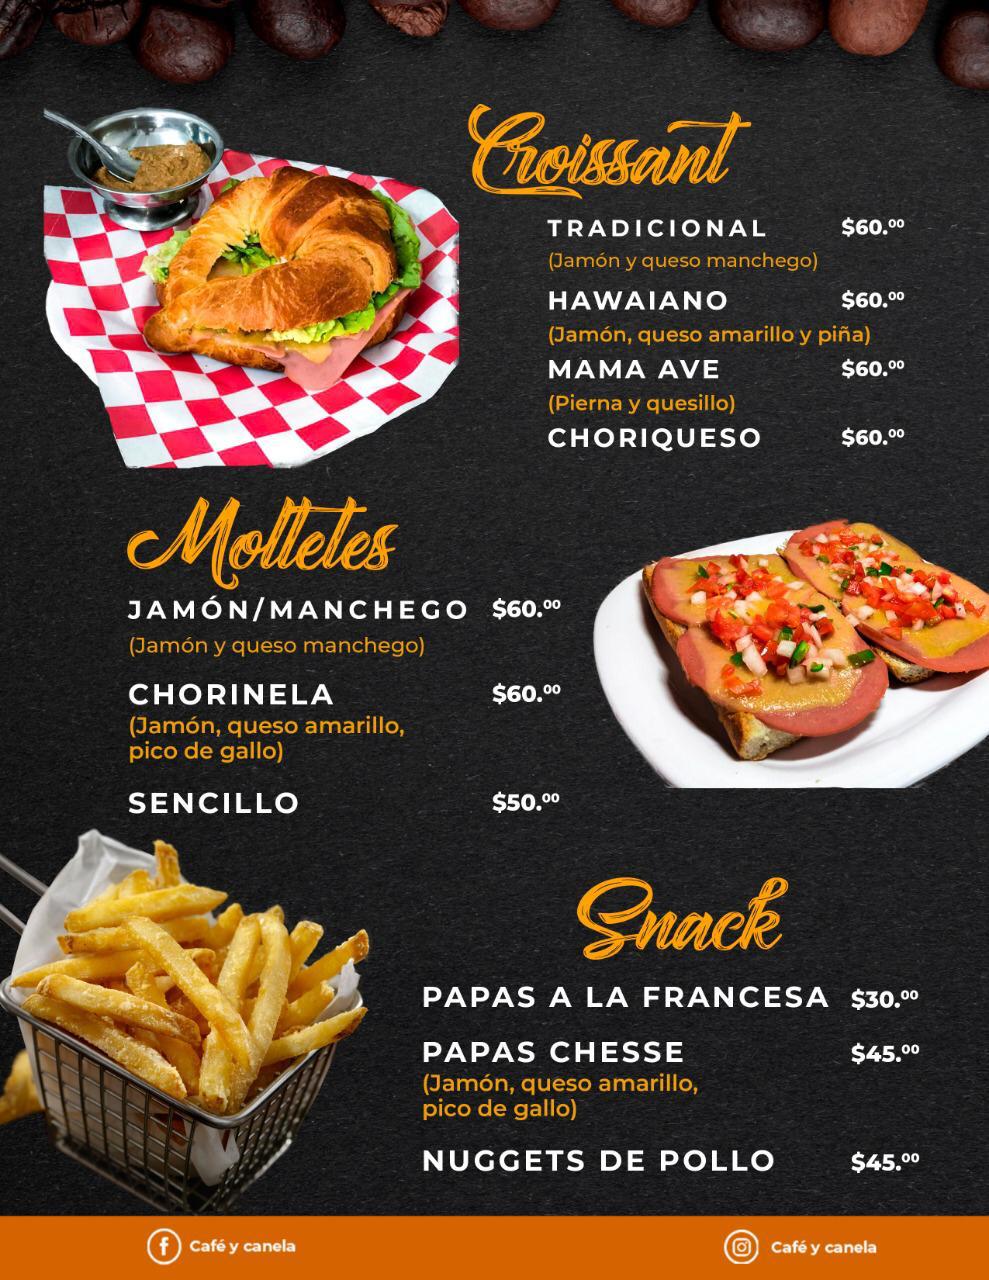 Croissant
TRADICIONAL $60.00
(Jamón y queso manchego)
HAWAIANO $60.00
(Jamón, queso amarillo y piña)
MAMA AVE $60.00
(Pierna y quesillo)
CHORIQUESO $60.00
Molletes
JAMÓN/MANCHEGO $60.00
(Jamón y queso manchego)
CHORINELA $60.00
(Jamón, queso amarillo,
pico de gallo)
SENCILLO $50.00
Snack
PAPAS A LA FRANCESA $30.00
PAPAS CHESSE $45.00
(Jamón, queso amarillo,
pico de gallo)
NUGGETS DE POLLO $45.00
Café y canela
Café y canela